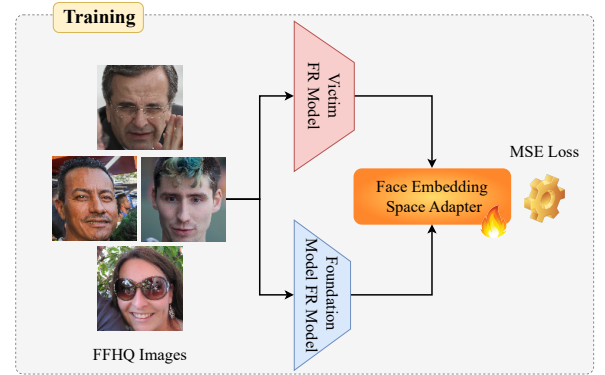 Training
Victim
FR Model
MSE Loss
Face Embedding
Space Adapter
Foundation
Model FR Model
FFHQ Images